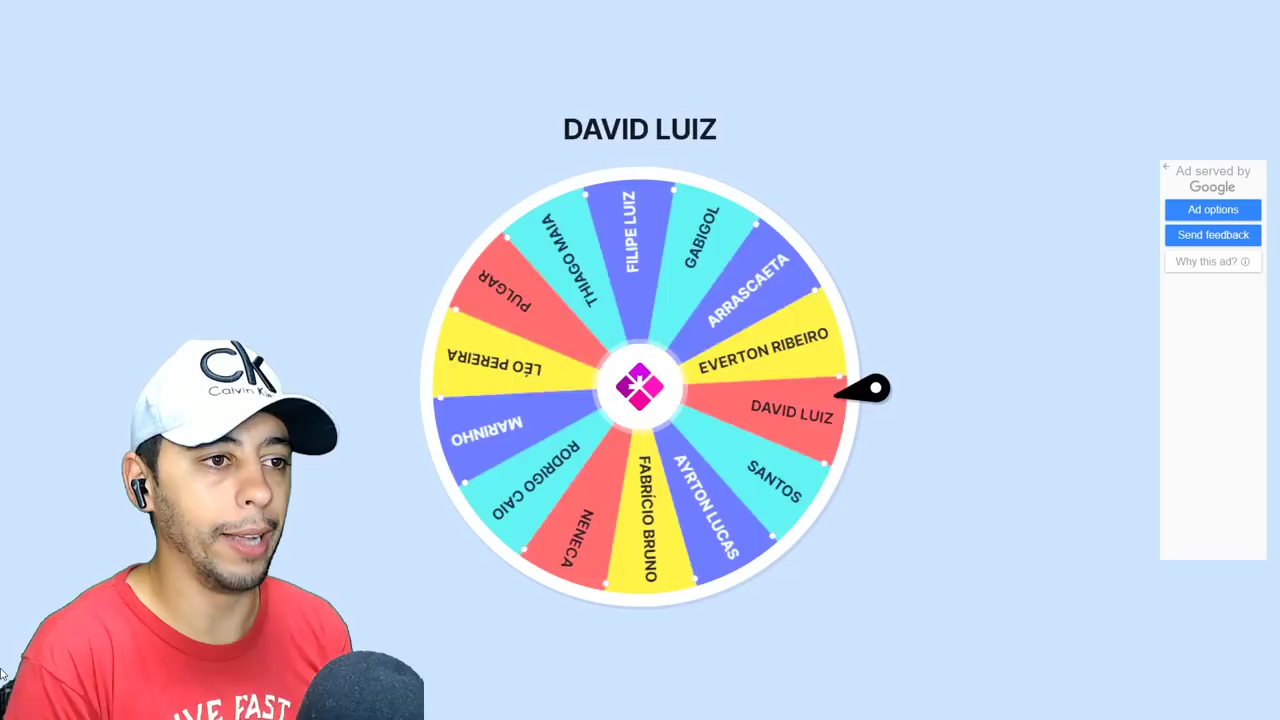 DAVID LUIZ
FILIPE LUIZ
GABIGOL
ARRASCAETA
EVERTON RIBEIRO
DAVID LUIZ
SANTOS
AYRTON LUCAS
FABRÍCIO BRUNO
NENECA
RODRIGO CAIO
MARINHO
LÉO PEREIRA
PULGAR
THIAGO MAIA
Ad served by
Google
Ad options
Send feedback
Why this ad?
ck
Calvin K
LIVE FAST